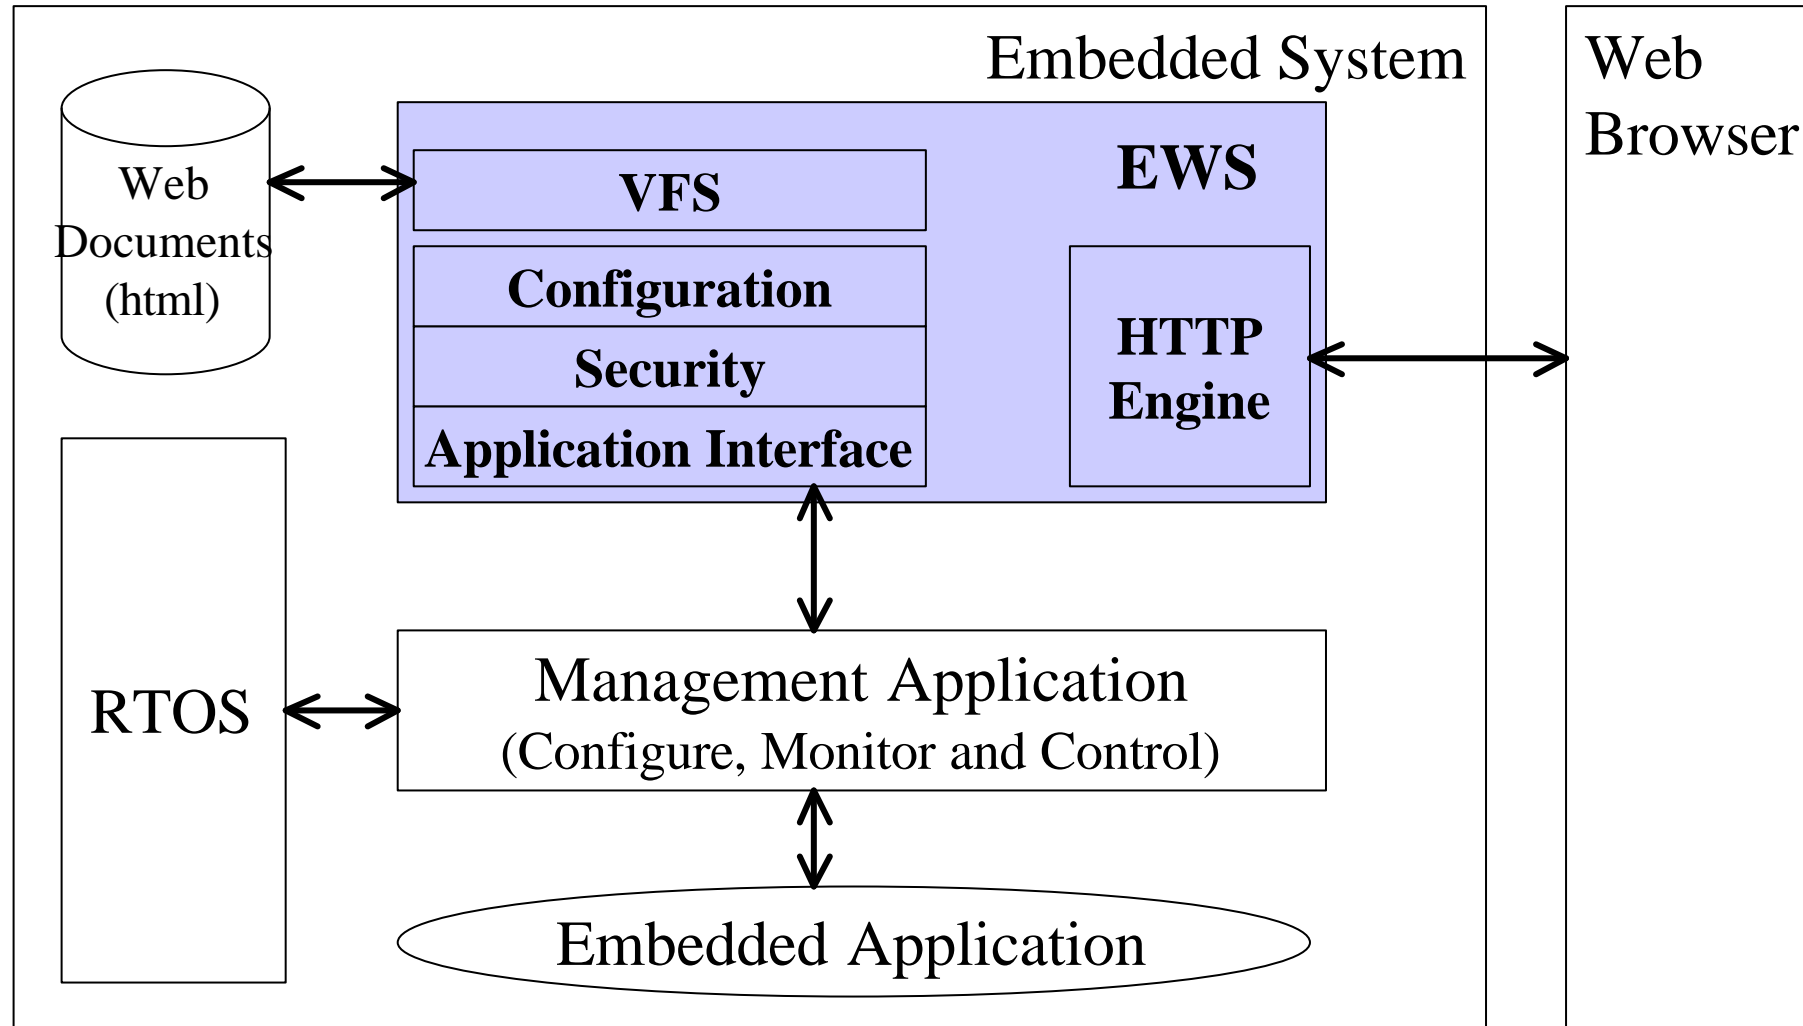 Embedded System
Web
Browser
Web
Documents
(html)
EWS
VFS
Configuration
Security
Application Interface
HTTP
Engine
RTOS
Management Application
(Configure, Monitor and Control)
Embedded Application